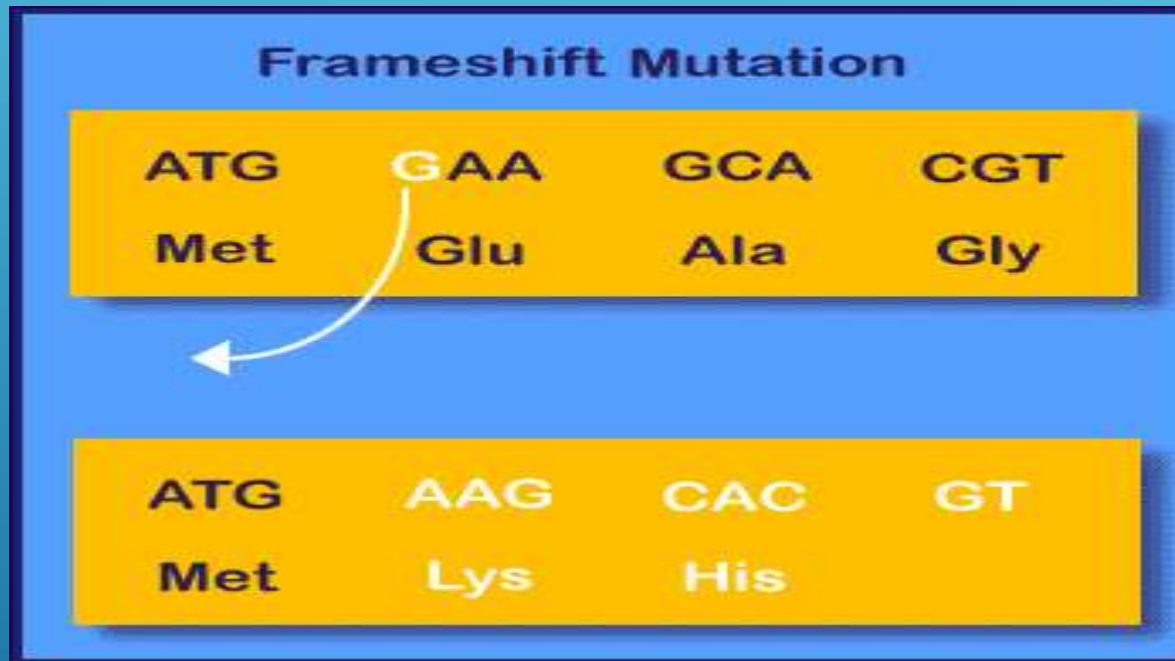 Frameshift Mutation
ATG GAA GCA CGT
Met Glu Ala Gly
ATG AAG CAC GT
Met Lys His